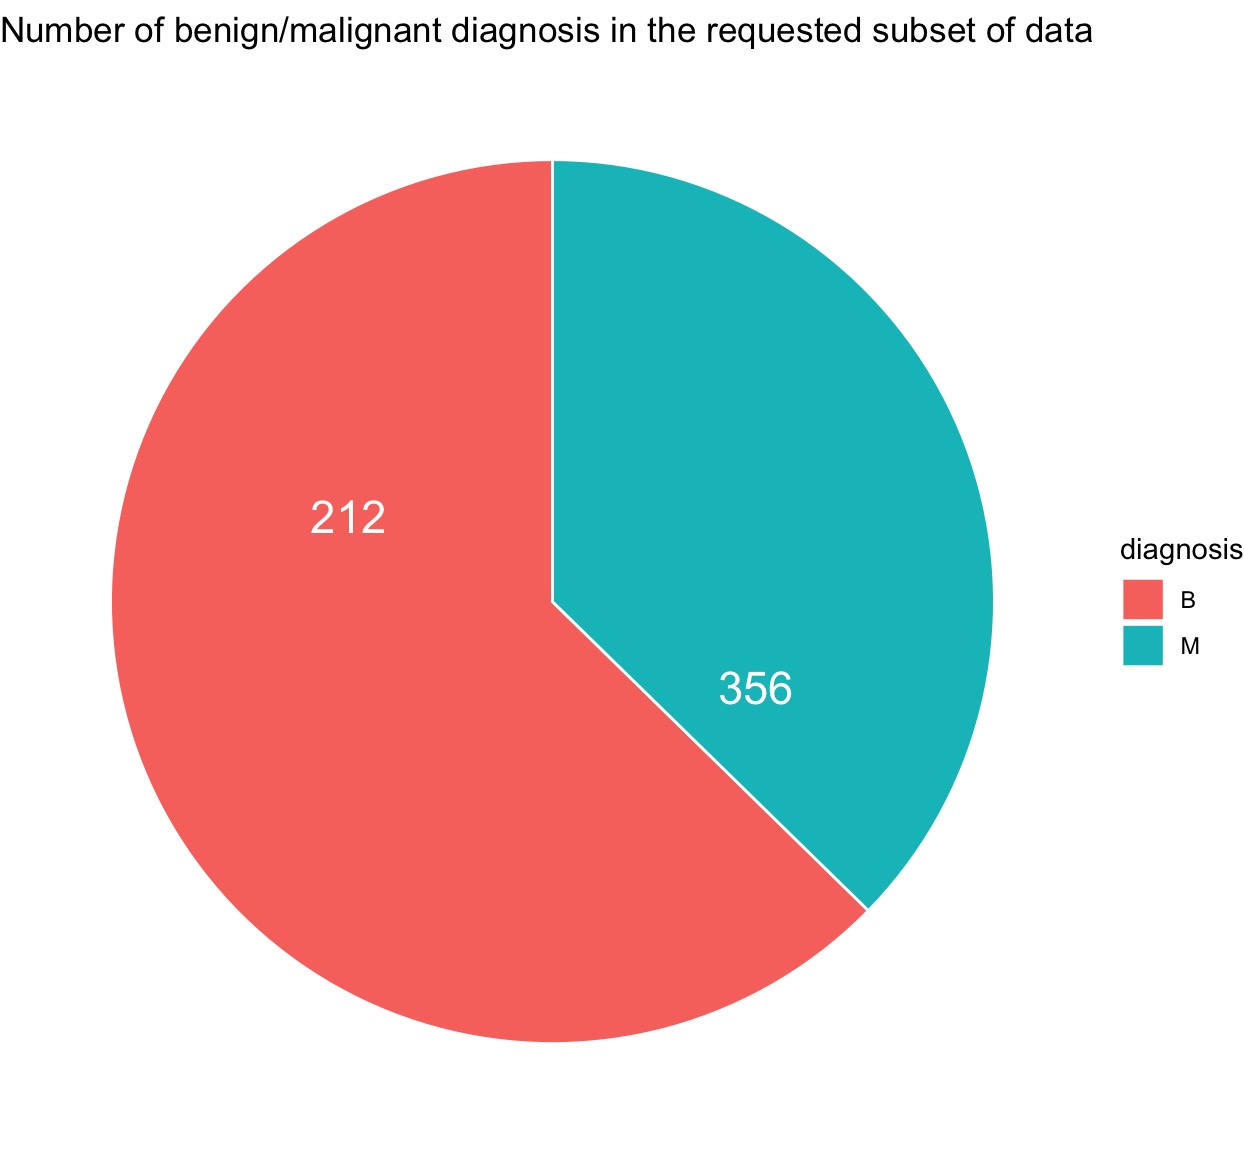 Number of benign/malignant diagnosis in the requested subset of data
212
356
diagnosis
B
M